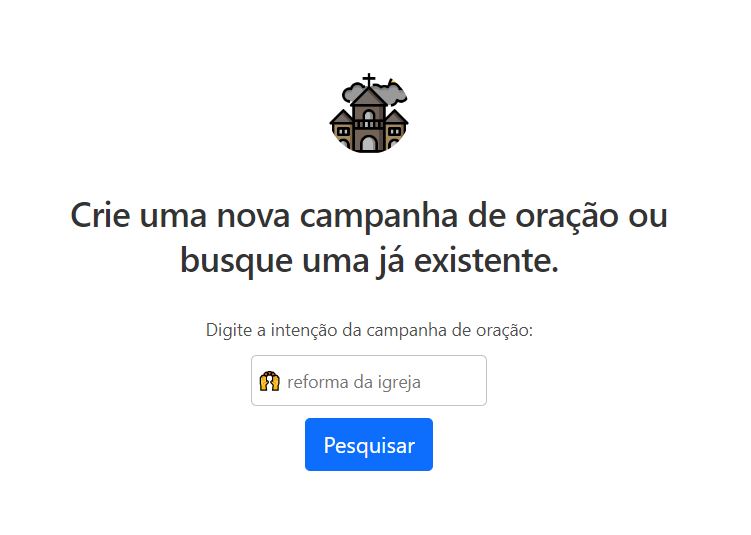 Crie uma nova campanha de oração ou
busque uma já existente.
Digite a intenção da campanha de oração:
reforma da igreja
Pesquisar